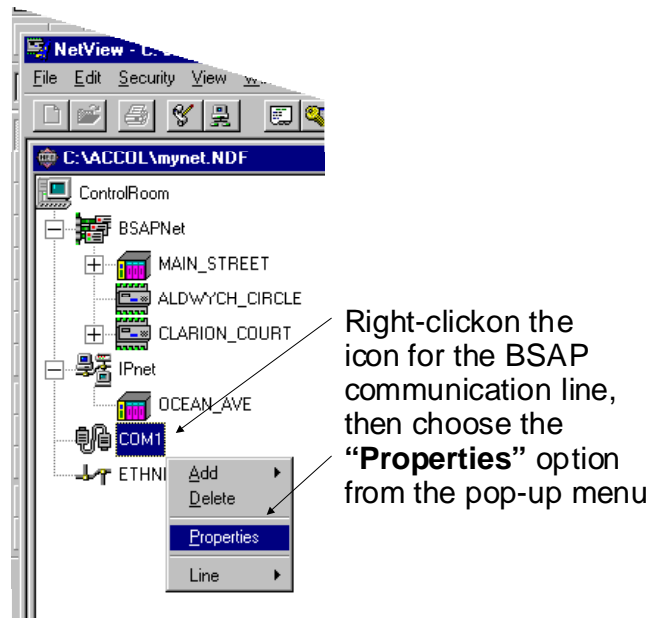 NetView - C:
File Edit Security View
C:\ACCOL\mynet.NDF
ControlRoom
BSAPNet
MAIN_STREET
ALDWYCH_CIRCLE
CLARION_COURT
IPnet
OCEAN_AVE
COM1
ETHN
Add
Delete
Properties
Line
Right-clickon the
icon for the BSAP
communication line,
then choose the
“Properties” option
from the pop-up menu